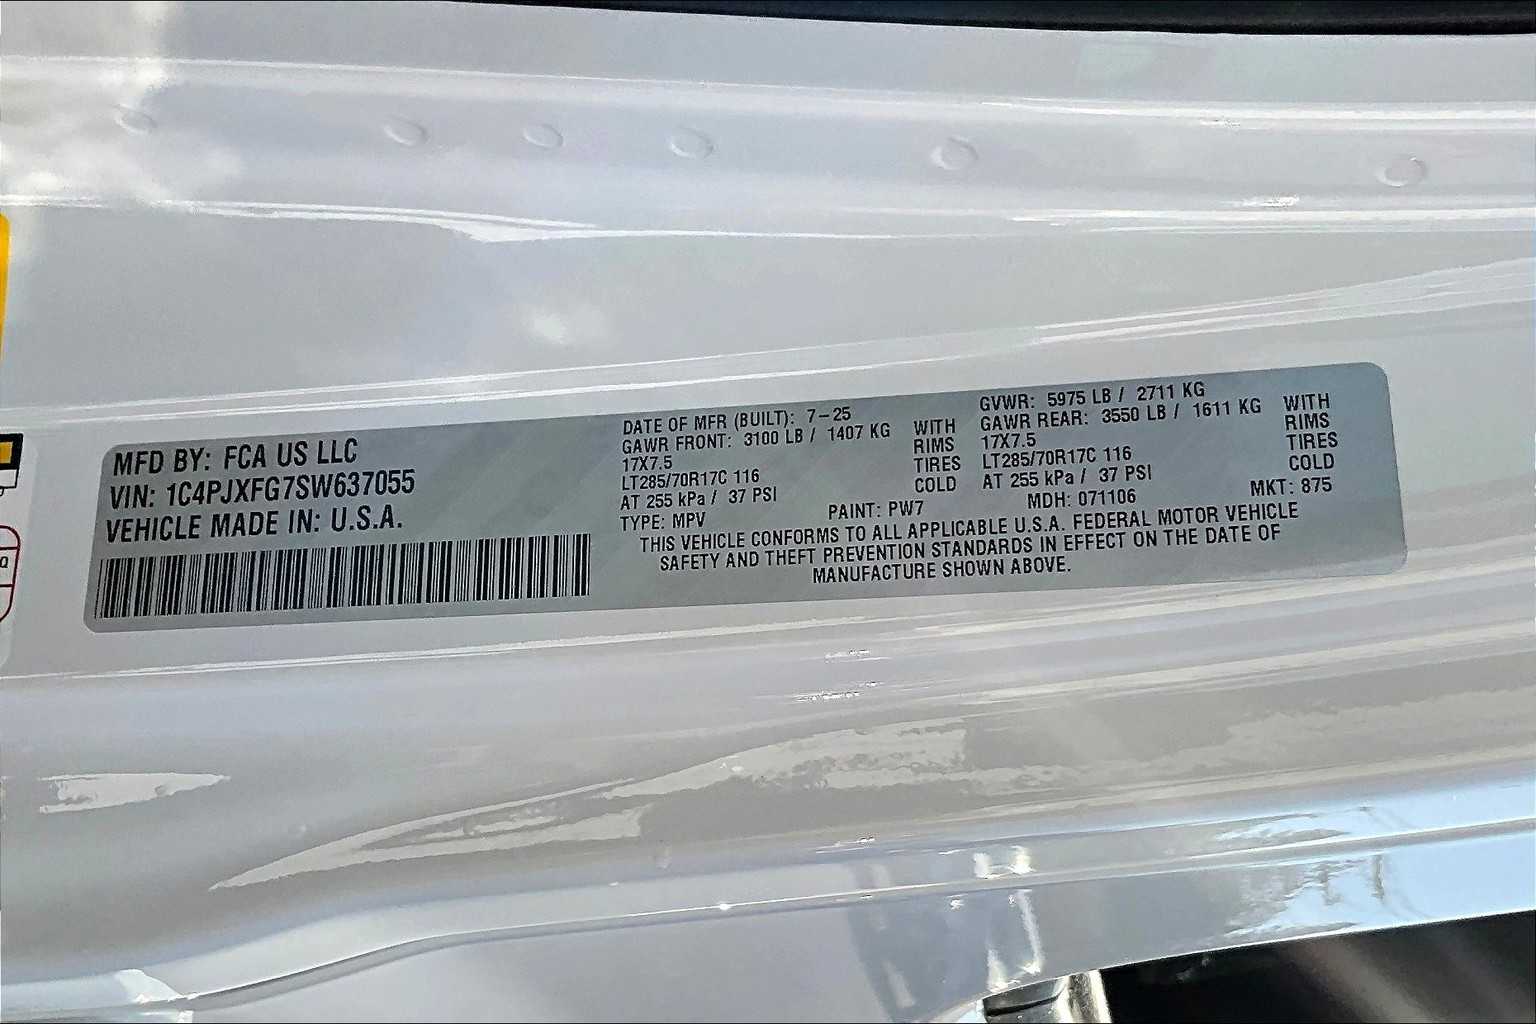 MFD BY: FCA US LLC
VIN: 1C4PJXFG7SW637055
VEHICLE MADE IN: U.S.A.
DATE OF MFR (BUILT): 7-25
GAWR FRONT: 3100 LB / 1407 KG WITH
17X7.5 RIMS
LT285/70R17C 116 TIRES
AT 255 kPa / 37 PSI COLD
GVWR: 5975 LB / 2711 KG
GAWR REAR: 3550 LB / 1611 KG WITH
17X7.5 RIMS
LT285/70R17C 116 TIRES
AT 255 kPa / 37 PSI COLD
TYPE: MPV PAINT: PW7 MDH: 071106 MKT: 875
THIS VEHICLE CONFORMS TO ALL APPLICABLE U.S.A. FEDERAL MOTOR VEHICLE
SAFETY AND THEFT PREVENTION STANDARDS IN EFFECT ON THE DATE OF
MANUFACTURE SHOWN ABOVE.